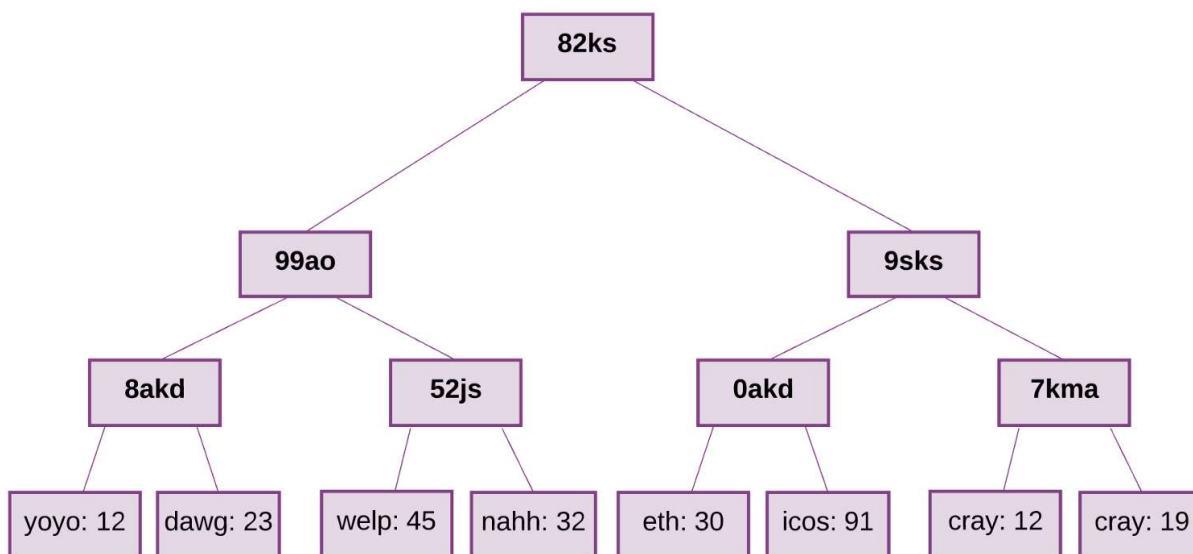 82ks
99ao
9sks
8akd
52js
0akd
7kma
yoyo: 12
dawg: 23
welp: 45
nahh: 32
eth: 30
icos: 91
cray: 12
cray: 19